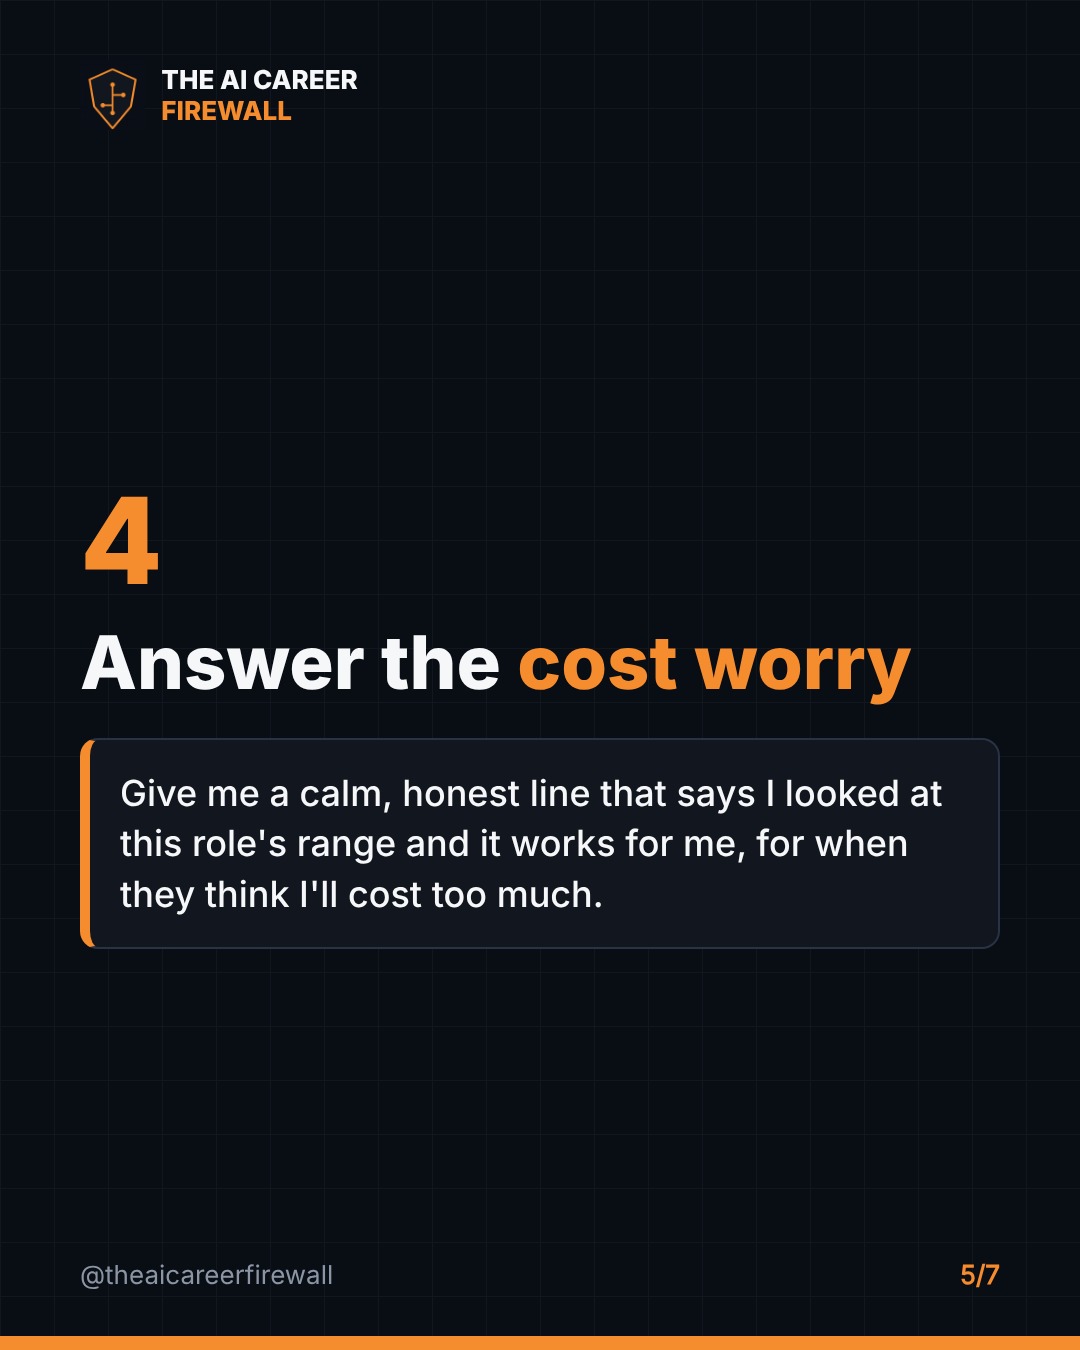 THE AI CAREER
FIREWALL
4
Answer the cost worry
Give me a calm, honest line that says I looked at
this role's range and it works for me, for when
they think I'll cost too much.
@theaicareerfirewall
5/7